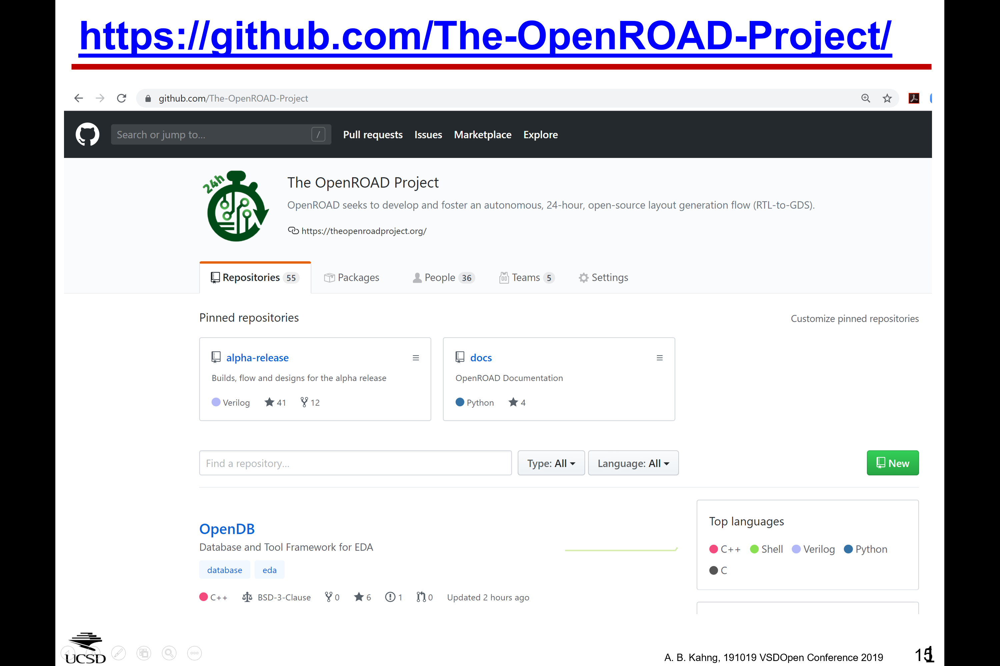 https://github.com/The-OpenROAD-Project/
github.com/The-OpenROAD-Project
Search or jump to... / Pull requests Issues Marketplace Explore
24h
The OpenROAD Project
OpenROAD seeks to develop and foster an autonomous, 24-hour, open-source layout generation flow (RTL-to-GDS).
https://theopenroadproject.org/
Repositories 55 Packages People 36 Teams 5 Settings
Pinned repositories Customize pinned repositories
alpha-release
Builds, flow and designs for the alpha release
Verilog 41 12
docs
OpenROAD Documentation
Python 4
Find a repository... Type: All Language: All New
OpenDB
Database and Tool Framework for EDA
database eda
C++ BSD-3-Clause 0 6 1 0 Updated 2 hours ago
Top languages
C++ Shell Verilog Python
C
UCSD
A. B. Kahng, 191019 VSDOpen Conference 2019